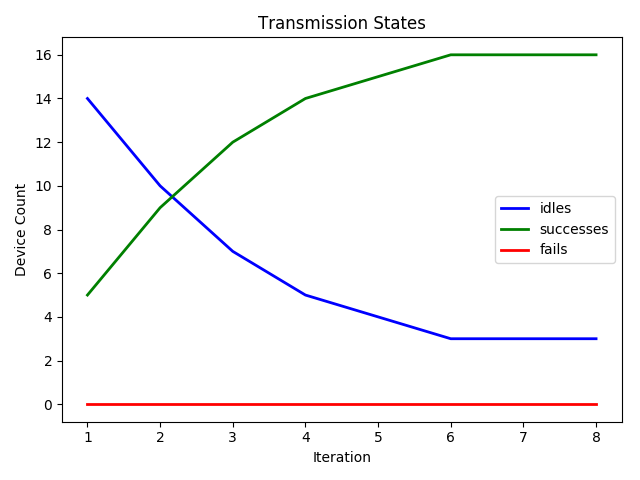 Transmission States
16
14
12
10
8
6
4
2
0
Device Count
idles
successes
fails
1 2 3 4 5 6 7 8
Iteration